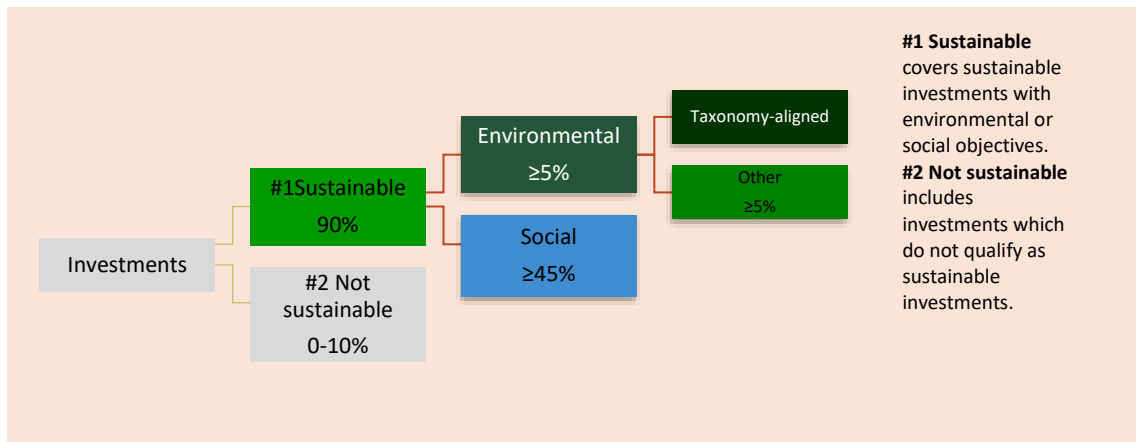 Investments
#1Sustainable
90%
#2 Not
sustainable
0-10%
Environmental
≥5%
Social
≥45%
Taxonomy-aligned
Other
≥5%
#1 Sustainable
covers sustainable
investments with
environmental or
social objectives.
#2 Not sustainable
includes
investments which
do not qualify as
sustainable
investments.